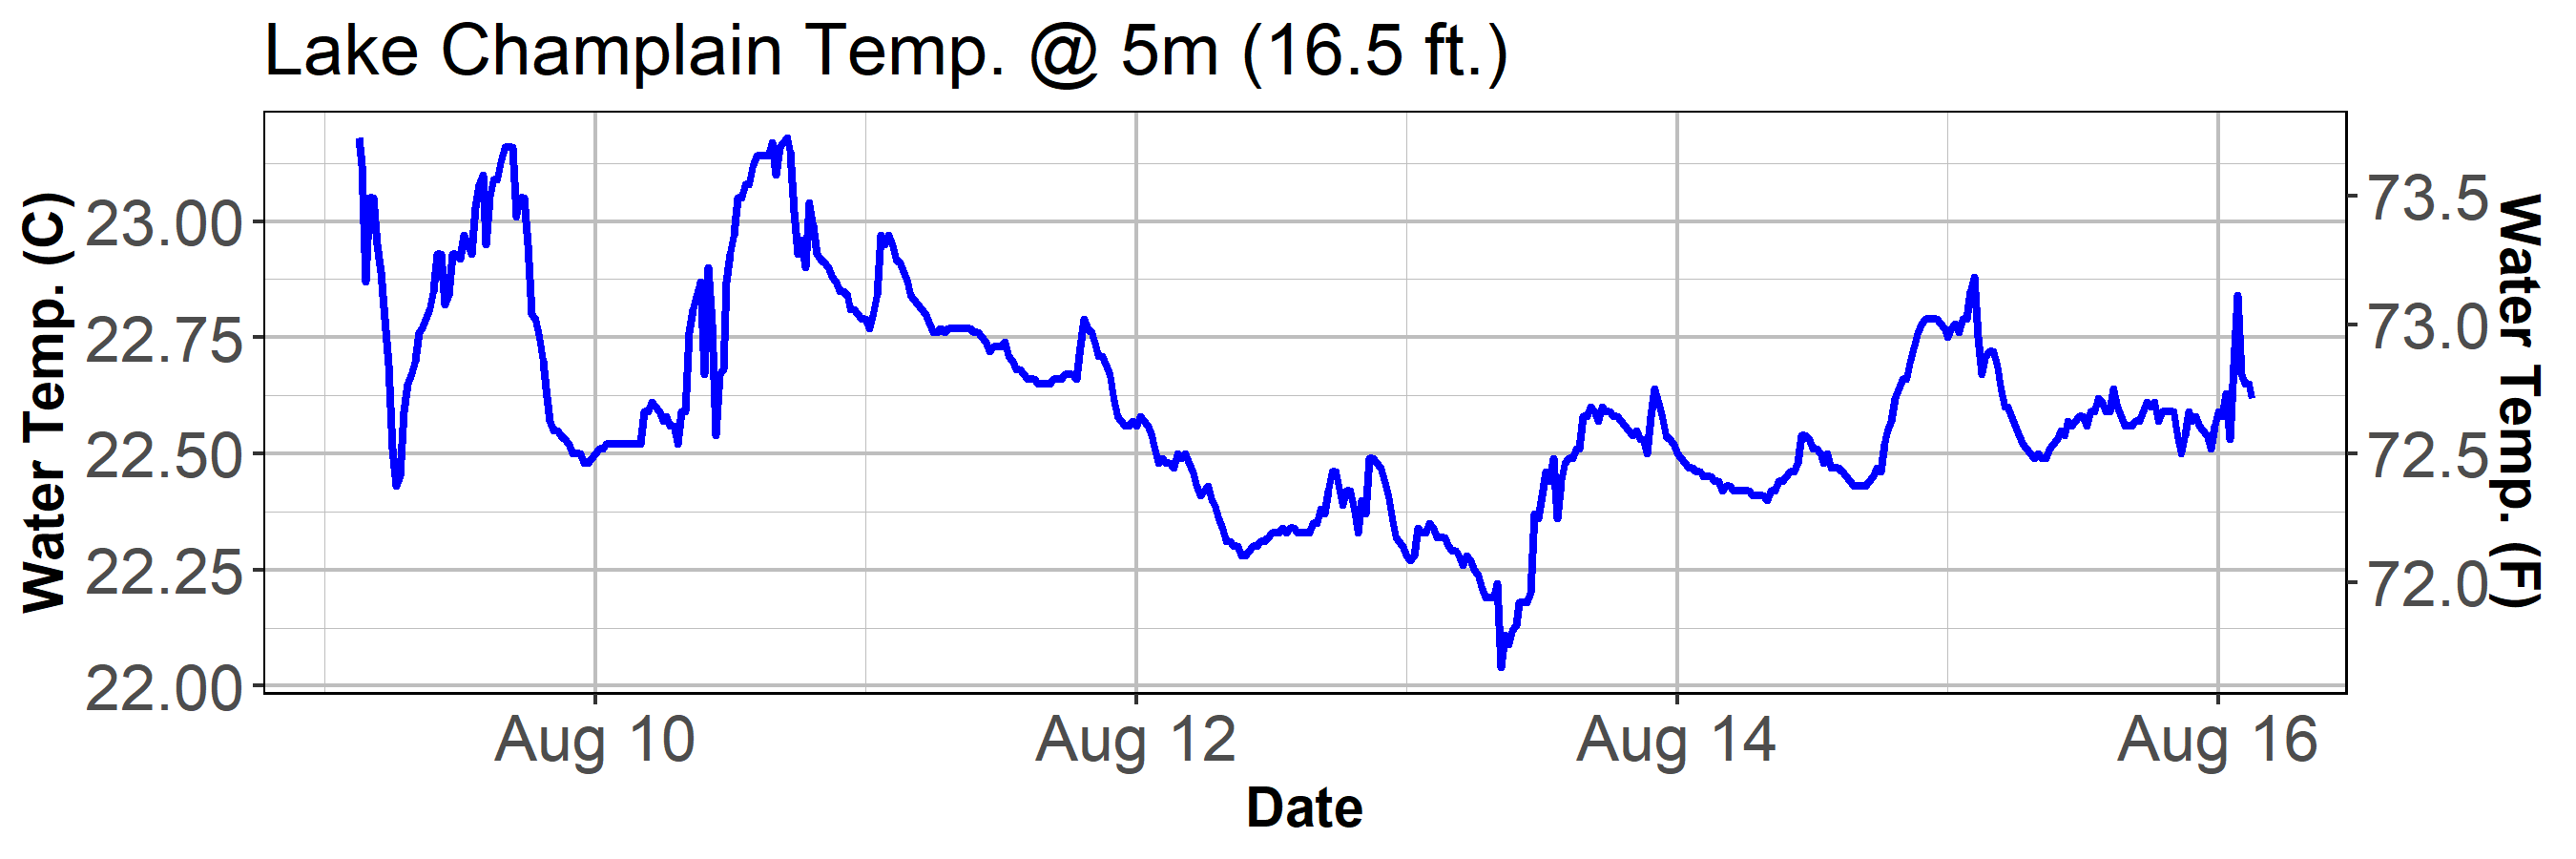 Lake Champlain Temp. @ 5m (16.5 ft.)
Water Temp. (C)
23.00
22.75
22.50
22.25
22.00
73.5
73.0
72.5
72.0
Water Temp. (F)
Aug 10
Aug 12
Aug 14
Aug 16
Date